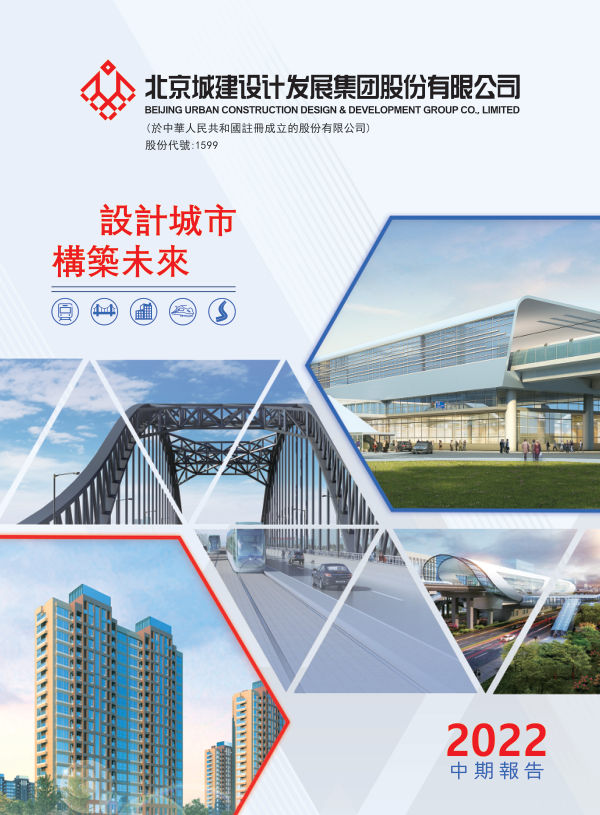 北京城建设计发展集团股份有限公司
BEIJING URBAN CONSTRUCTION DESIGN & DEVELOPMENT GROUP CO., LIMITED
(於中華人民共和國註冊成立的股份有限公司)
股份代號:1599
設計城市
構築未來
2022
中期報告